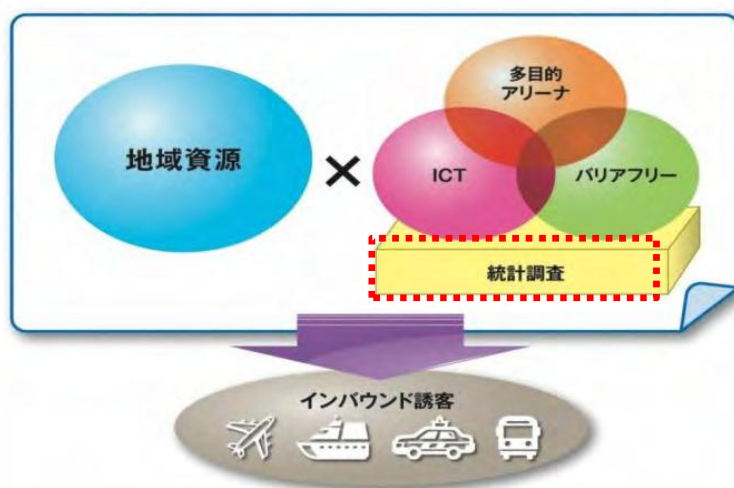 地域資源
×
多目的
アリーナ
ICT
バリアフリー
統計調査
インバウンド誘客